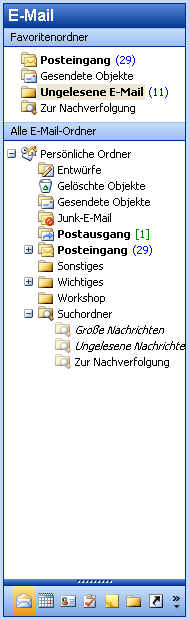 E-Mail
Favoritenordner
Posteingang (29)
Gesendete Objekte
Ungelesene E-Mail (11)
Zur Nachverfolgung
Alle E-Mail-Ordner
Persönliche Ordner
Entwürfe
Gelöschte Objekte
Gesendete Objekte
Junk-E-Mail
Postausgang [1]
Posteingang (29)
Sonstiges
Wichtiges
Workshop
Suchordner
Große Nachrichten
Ungelesene Nachrichte
Zur Nachverfolgung